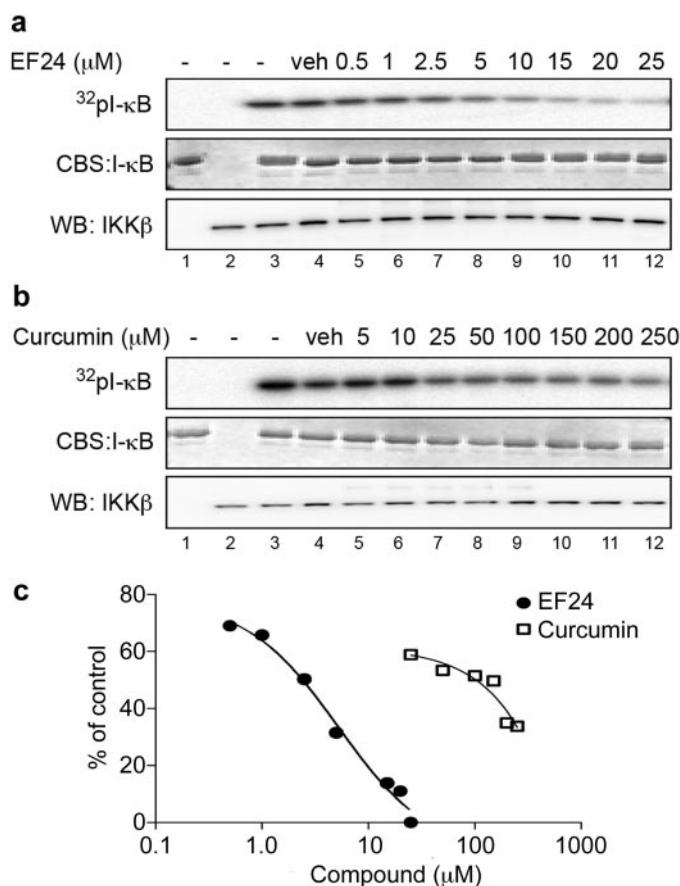 a
EF24 (μM) - - - veh 0.5 1 2.5 5 10 15 20 25
³²pI-κB
CBS:I-κB
WB: IKKβ
1 2 3 4 5 6 7 8 9 10 11 12
b
Curcumin (μM) - - - veh 5 10 25 50 100 150 200 250
³²pI-κB
CBS:I-κB
WB: IKKβ
1 2 3 4 5 6 7 8 9 10 11 12
c
80
60
40
20
0
% of control
EF24
Curcumin
0.1 1.0 10 100 1000
Compound (μM)